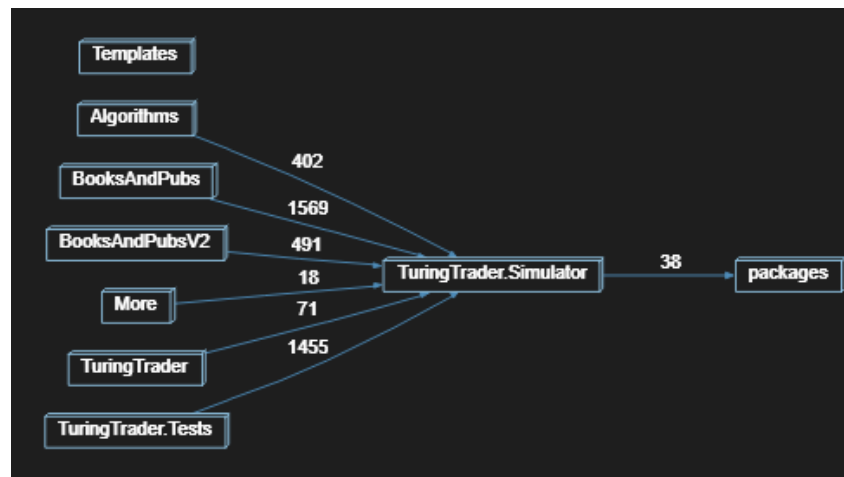 Templates
Algorithms
402
BooksAndPubs
1569
BooksAndPubsV2
491
TuringTrader.Simulator
38
packages
18
More
71
1455
TuringTrader
TuringTrader.Tests